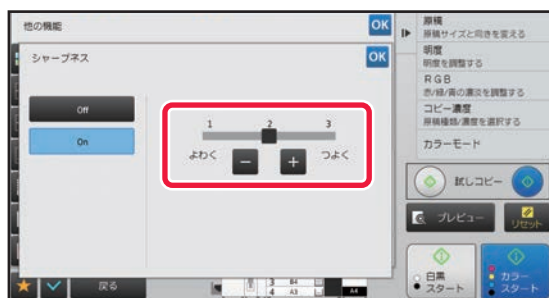 他の機能
OK
シャープネス
OK
Off
On
1 2 3
よわく
つよく
戻る
3 B4
4 A3
A4
原稿
原稿サイズと向きを変える
明度
明度を調整する
RGB
赤/緑/青の濃淡を調整する
コピー濃度
原稿種類/濃度を選択する
カラーモード
試しコピー
プレビュー
リセット
白黒
スタート
カラー
スタート